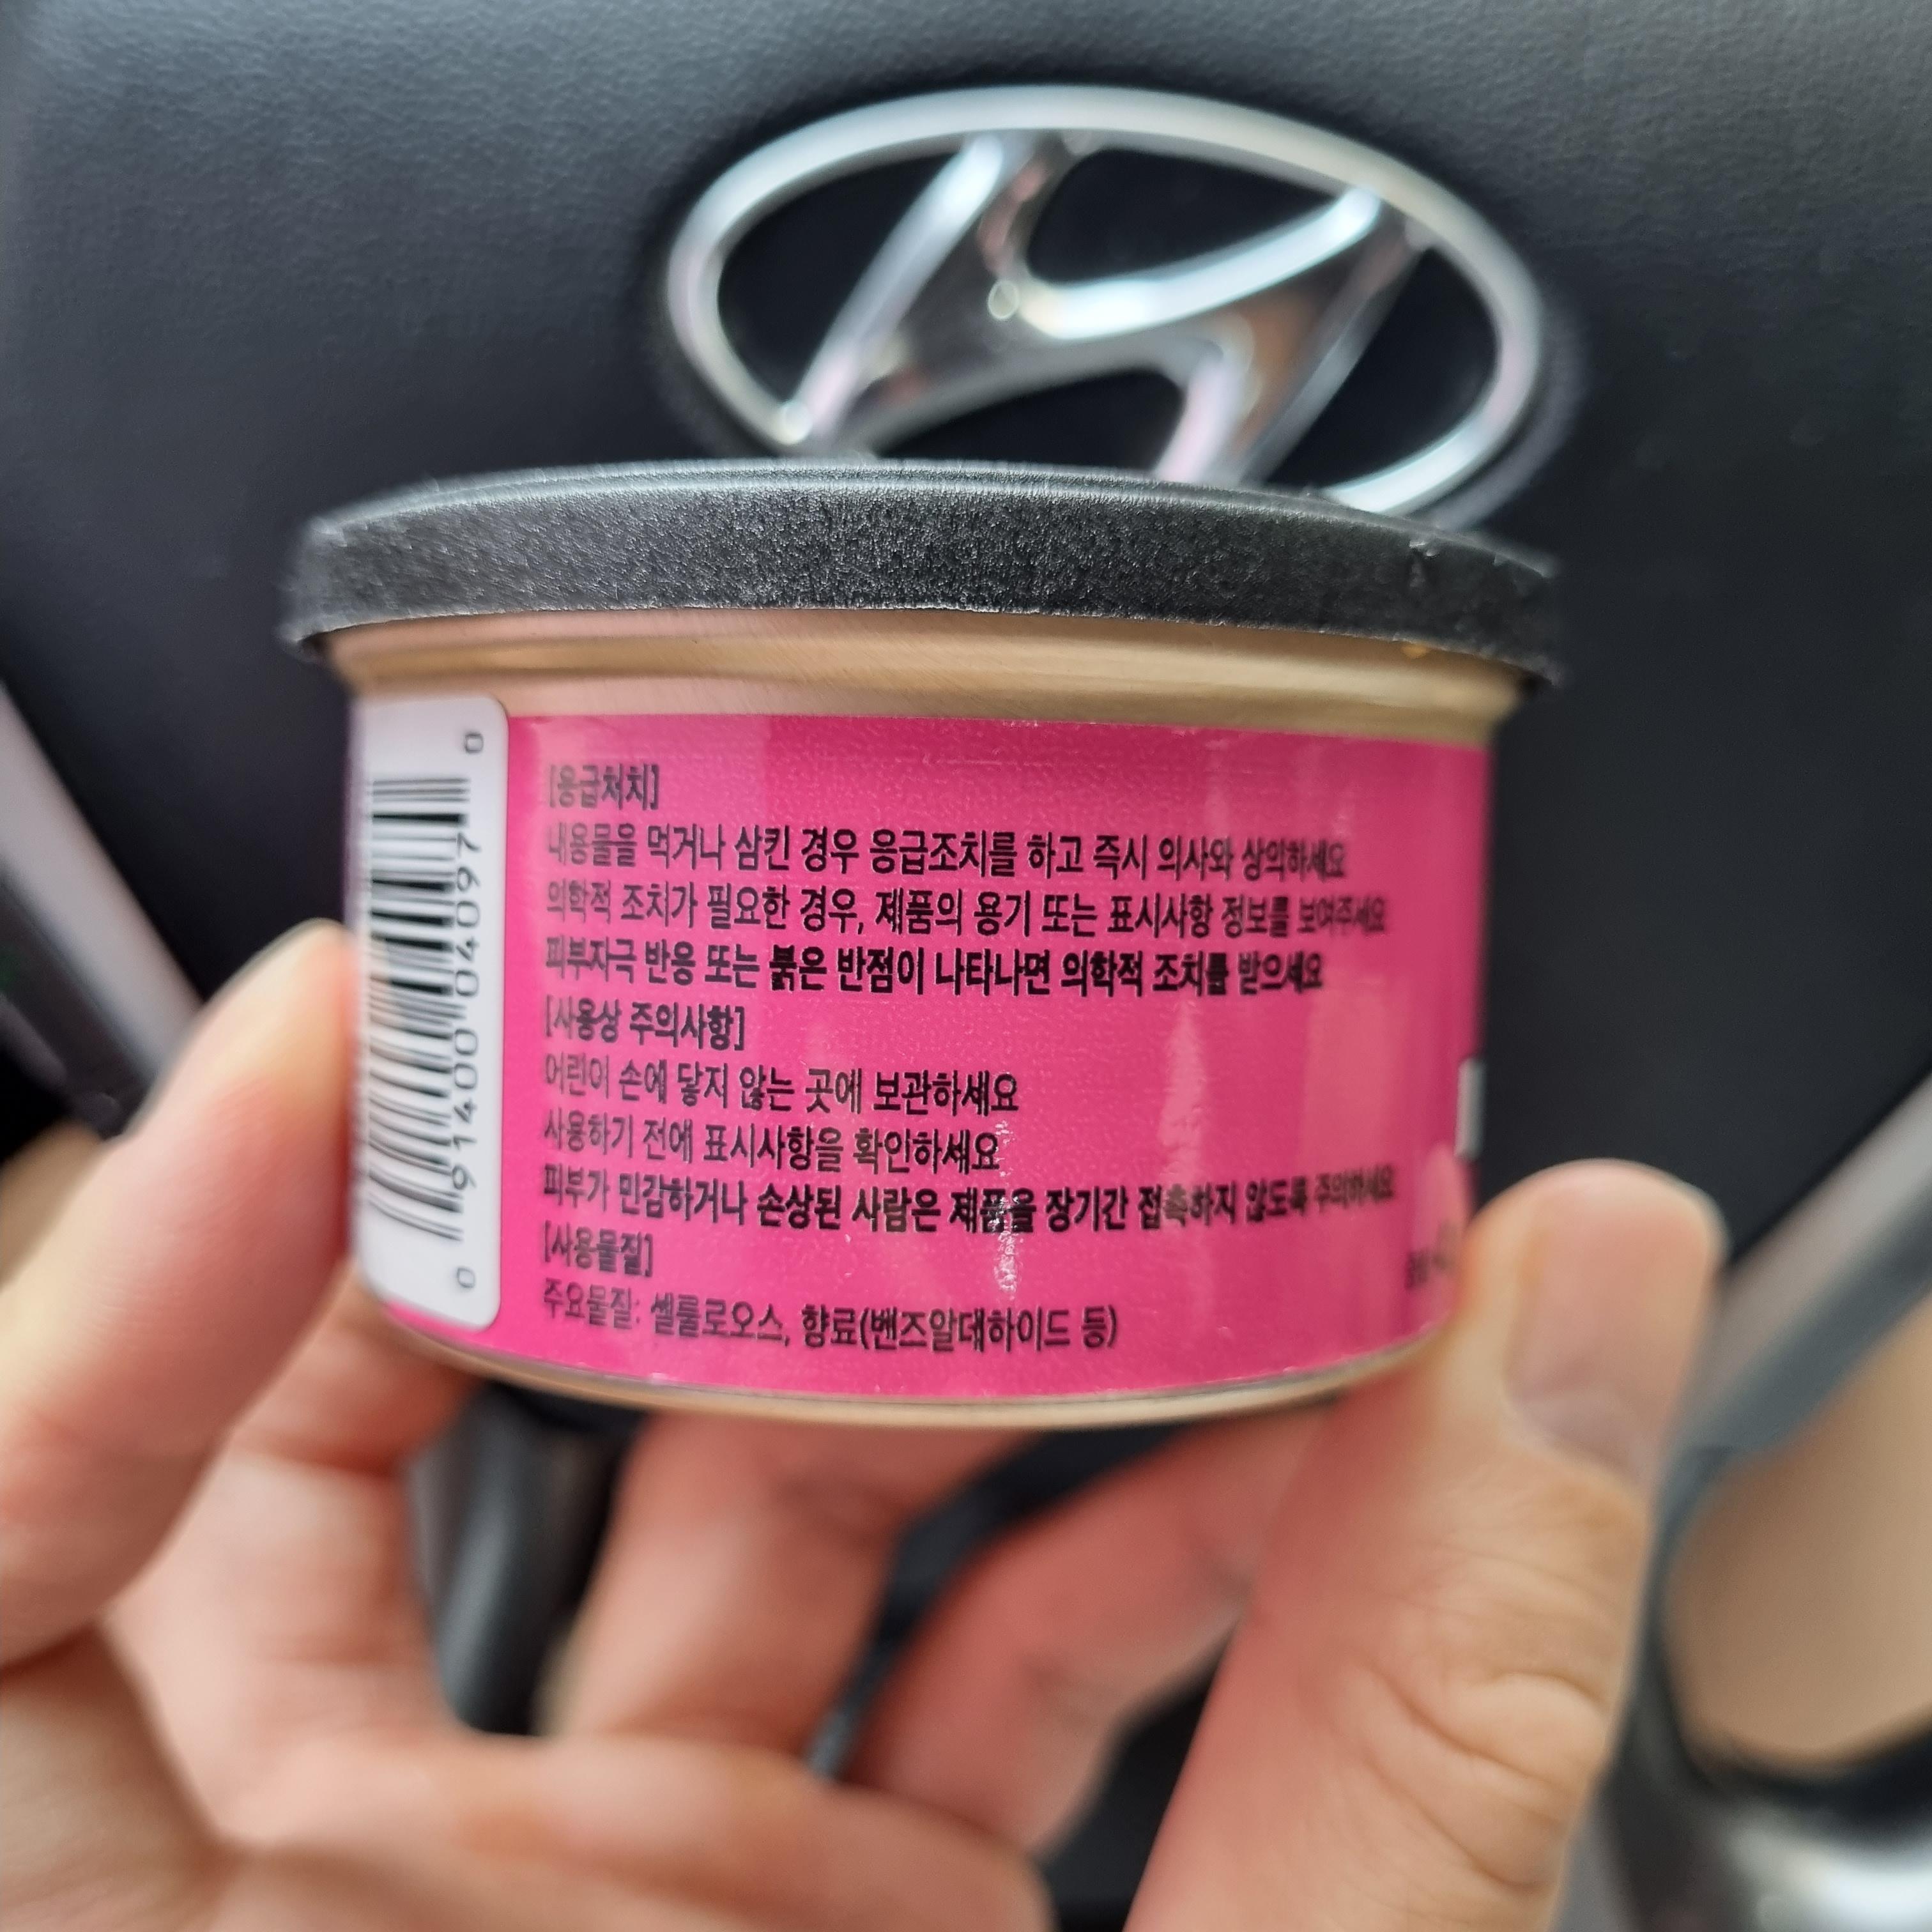 [응급처치]
내용물을 먹거나 삼킨 경우 응급조치를 하고 즉시 의사와 상의하세요
의학적 조치가 필요한 경우, 제품의 용기 또는 표시사항 정보를 보여주세요
피부자극 반응 또는 붉은 반점이 나타나면 의학적 조치를 받으세요
[사용상 주의사항]
어린이 손에 닿지 않는 곳에 보관하세요
사용하기 전에 표시사항을 확인하세요
피부가 민감하거나 손상된 사람은 제품을 장기간 접촉하지 않도록 주의하세요
[사용물질]
주요물질: 셀룰로오스, 향료(벤즈알데하이드 등)
0 91400 04097 0